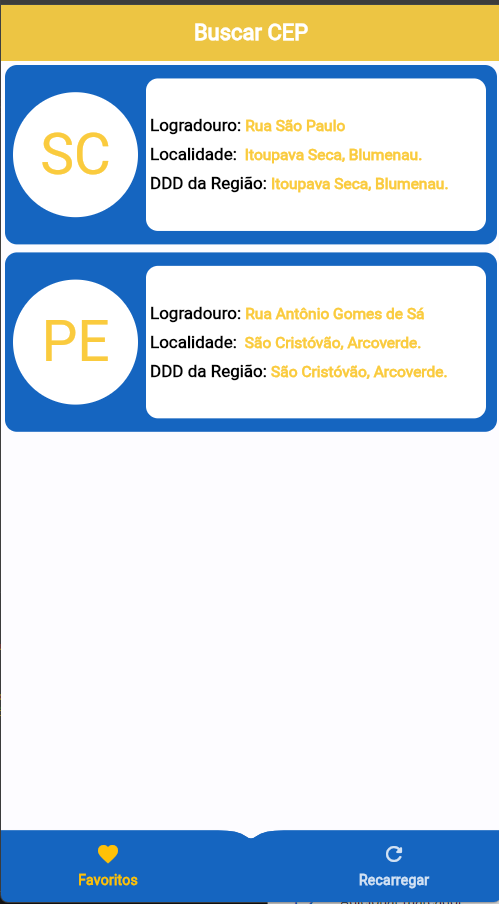 Buscar CEP
SC
Logradouro: Rua São Paulo
Localidade: Itoupava Seca, Blumenau.
DDD da Região: Itoupava Seca, Blumenau.
PE
Logradouro: Rua Antônio Gomes de Sá
Localidade: São Cristóvão, Arcoverde.
DDD da Região: São Cristóvão, Arcoverde.
Favoritos Recarregar